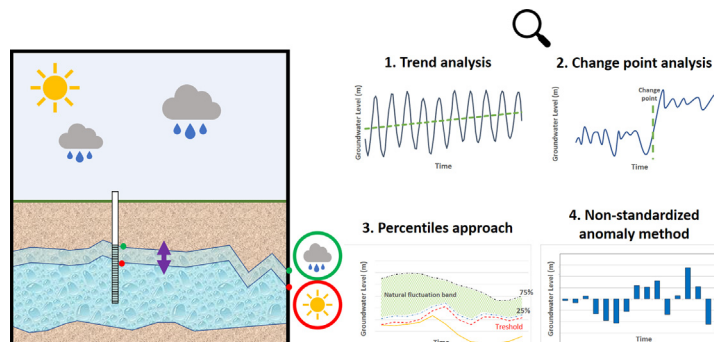 1. Trend analysis
Groundwater Level (m)
Time
2. Change point analysis
Groundwater Level (m)
Change
point
Time
3. Percentiles approach
Groundwater Level (m)
Natural fluctuation band
75%
25%
Treshold
Time
4. Non-standardized
anomaly method
Groundwater Level (m)
Time